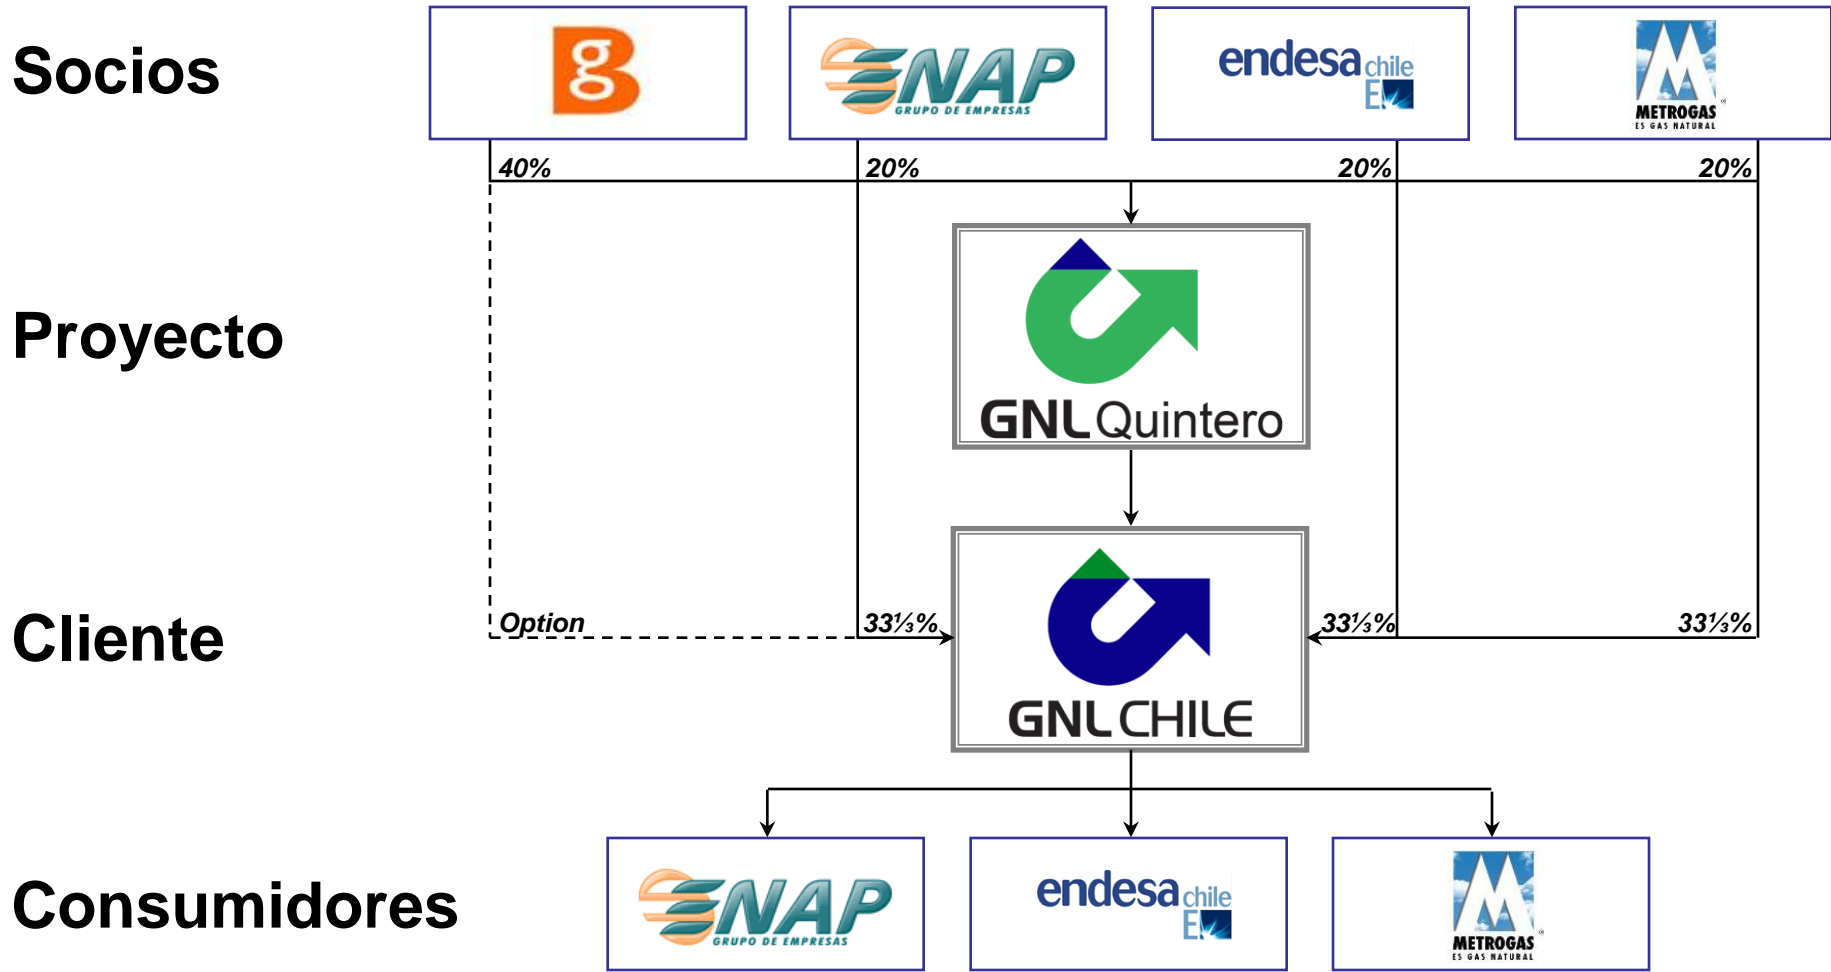 Socios
BG
ENAP
GRUPO DE EMPRESAS
endesa chile
E
METROGAS
ES GAS NATURAL
40%
20%
20%
20%
Proyecto
GNL Quintero
Cliente
Option
33⅓%
33⅓%
33⅓%
GNL CHILE
Consumidores
ENAP
GRUPO DE EMPRESAS
endesa chile
E
METROGAS
ES GAS NATURAL